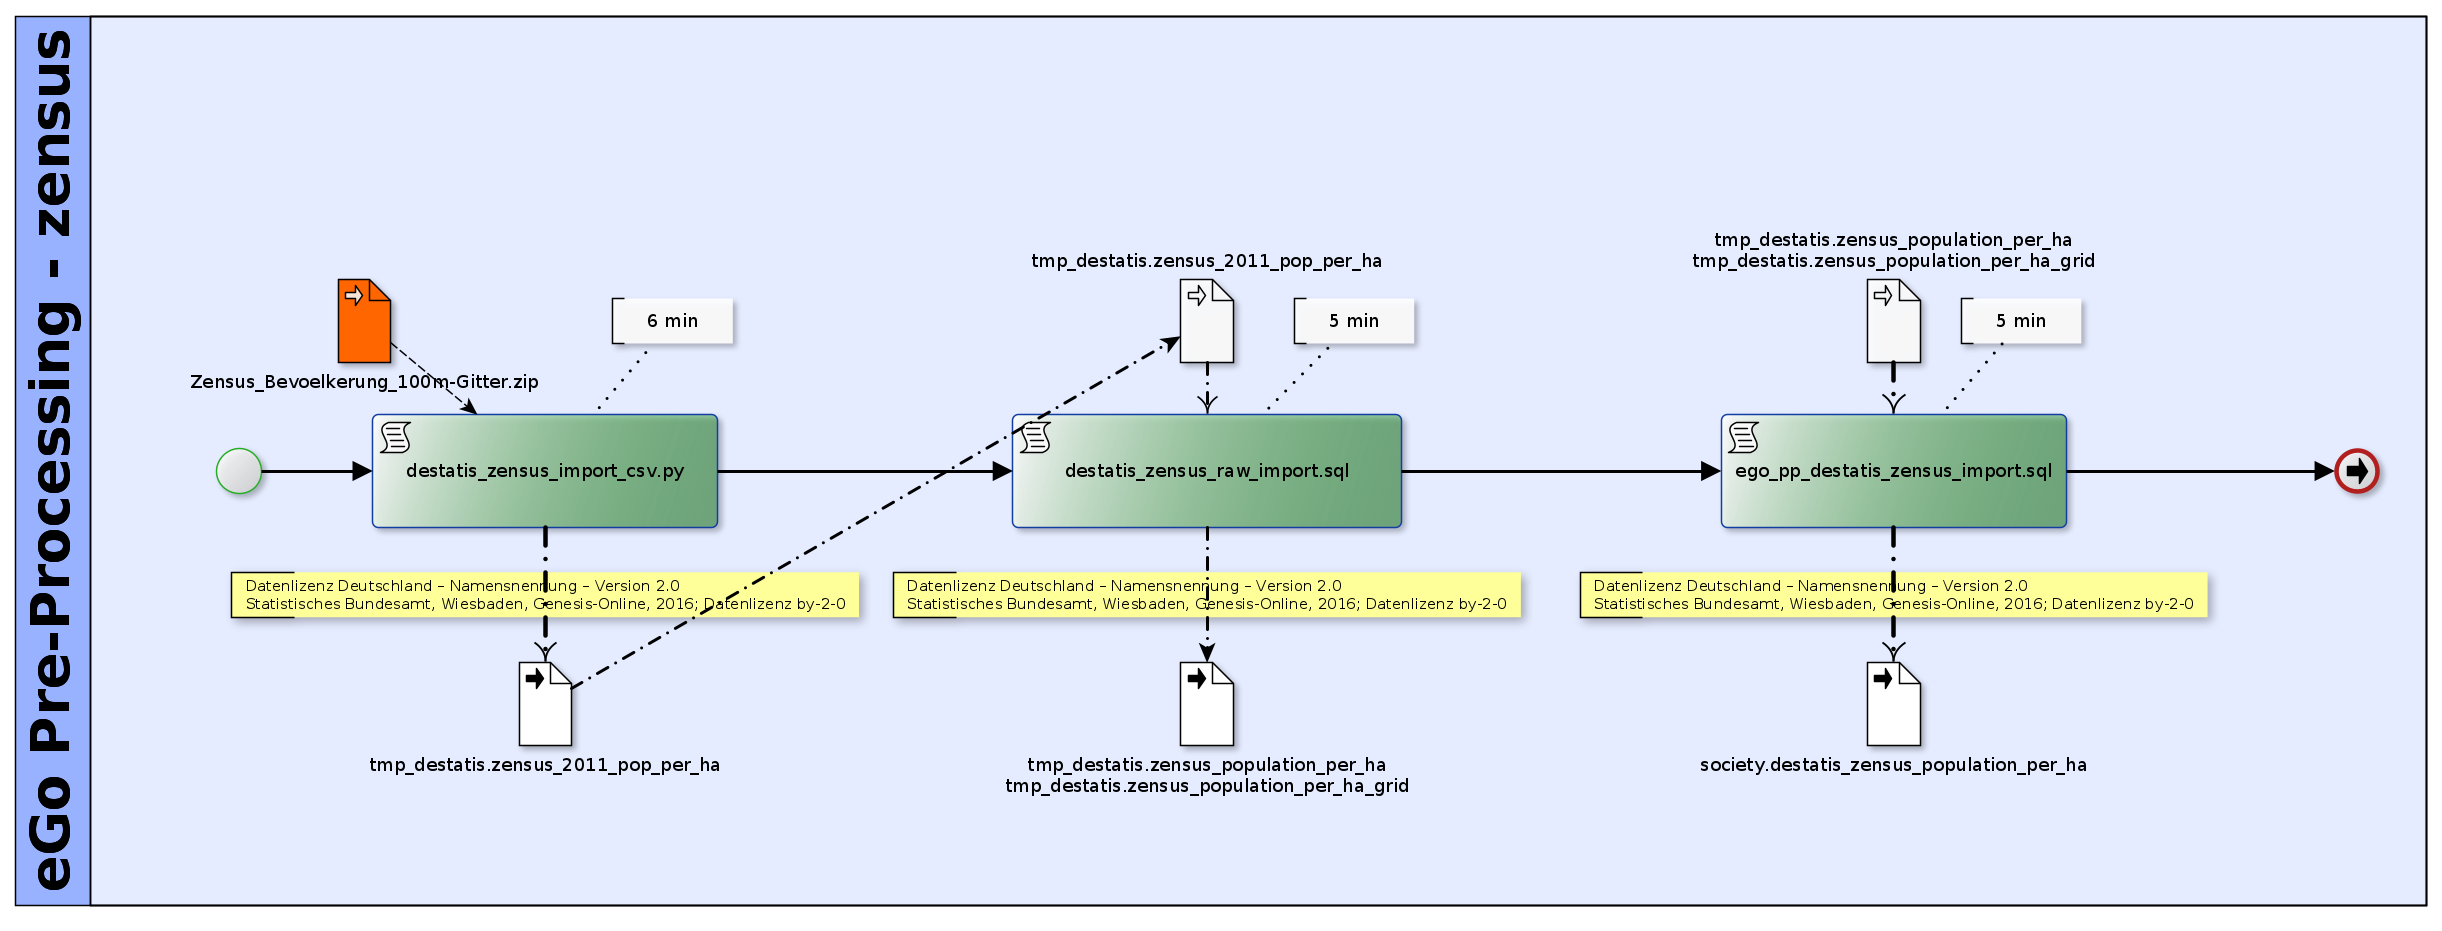 eGo Pre-Processing - zensus
tmp_destatis.zensus_population_per_ha
tmp_destatis.zensus_population_per_ha_grid
tmp_destatis.zensus_2011_pop_per_ha
6 min
5 min
5 min
Zensus_Bevoelkerung_100m-Gitter.zip
destatis_zensus_import_csv.py
destatis_zensus_raw_import.sql
ego_pp_destatis_zensus_import.sql
Datenlizenz Deutschland – Namensnennung – Version 2.0
Statistisches Bundesamt, Wiesbaden, Genesis-Online, 2016; Datenlizenz by-2-0
Datenlizenz Deutschland – Namensnennung – Version 2.0
Statistisches Bundesamt, Wiesbaden, Genesis-Online, 2016; Datenlizenz by-2-0
Datenlizenz Deutschland – Namensnennung – Version 2.0
Statistisches Bundesamt, Wiesbaden, Genesis-Online, 2016; Datenlizenz by-2-0
tmp_destatis.zensus_2011_pop_per_ha
tmp_destatis.zensus_population_per_ha
tmp_destatis.zensus_population_per_ha_grid
society.destatis_zensus_population_per_ha